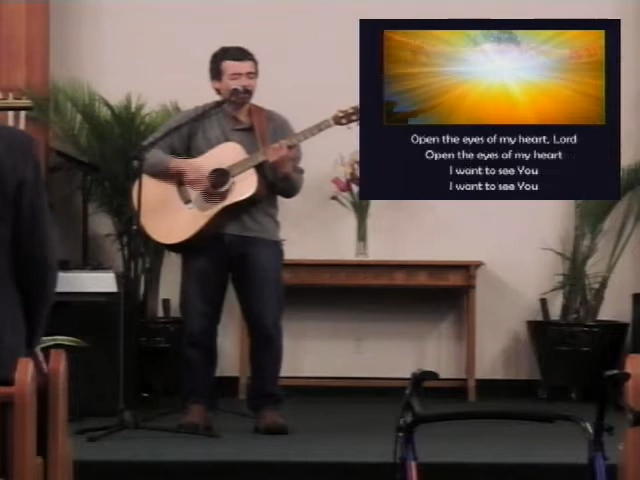 Open the eyes of my heart, Lord
Open the eyes of my heart
I want to see You
I want to see You